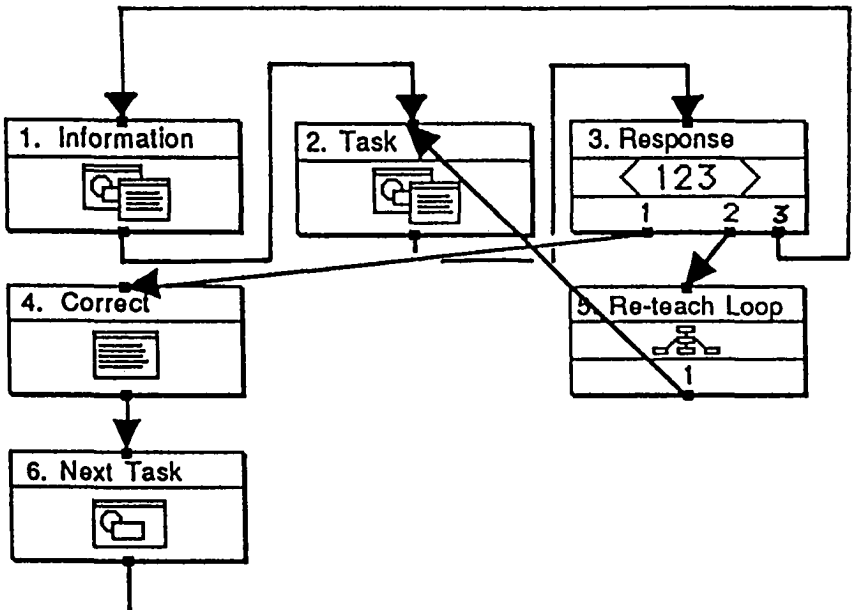 1. Information
2. Task
3. Response
123
1 2 3
4. Correct
5. Re-teach Loop
1
6. Next Task